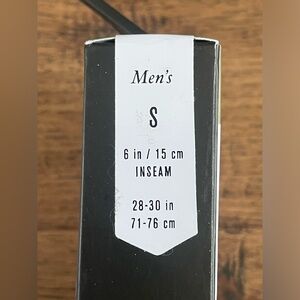 Men's
S
6 in / 15 cm
INSEAM
28-30 in
71-76 cm